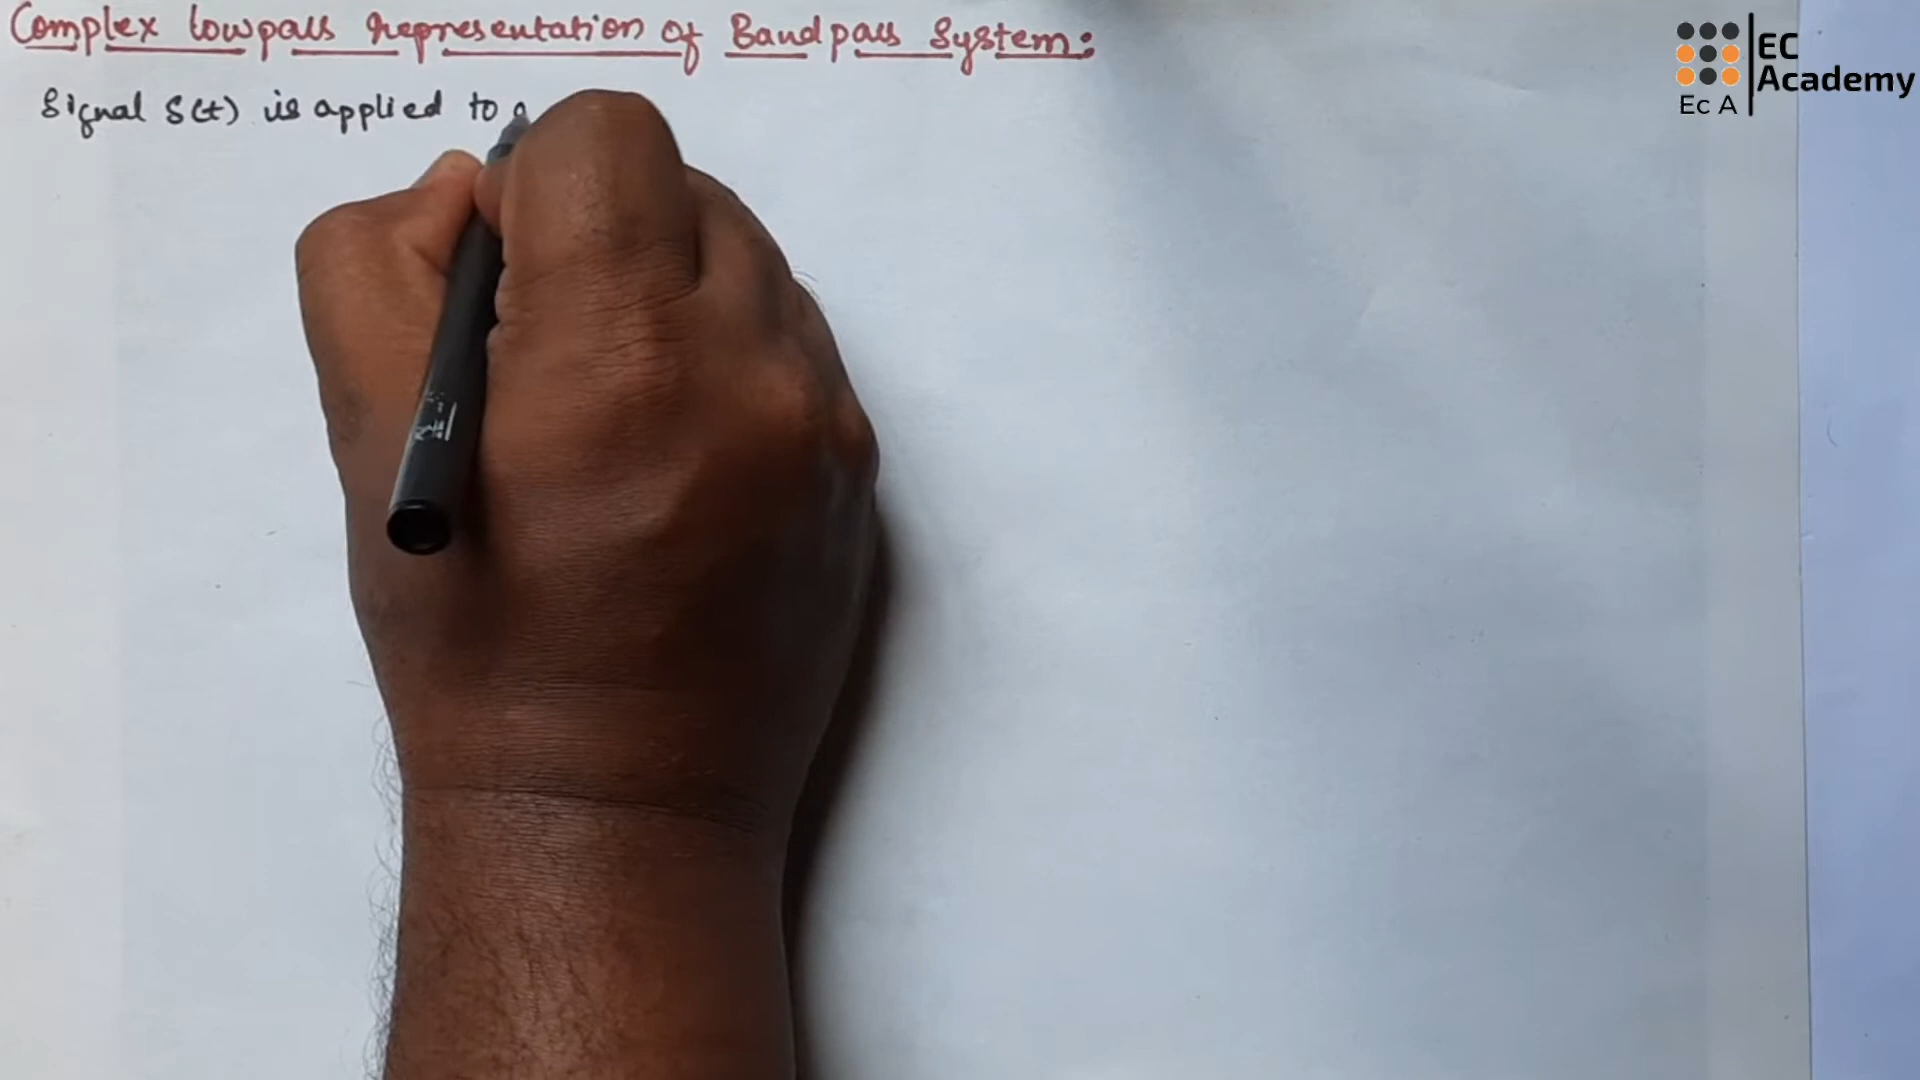 Complex lowpass representation of Bandpass System:
Signal S(t) is applied to a
EC
Academy
Ec A